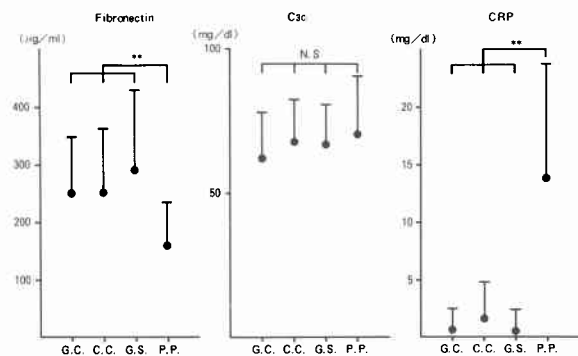 Fibronectin
(μg/ml)
**
400
300
200
100
G.C. C.C. G.S. P.P.
C3c
(mg/dl)
100
N.S
50
G.C. C.C. G.S. P.P.
CRP
(mg/dl)
**
20
15
10
5
G.C. C.C. G.S. P.P.